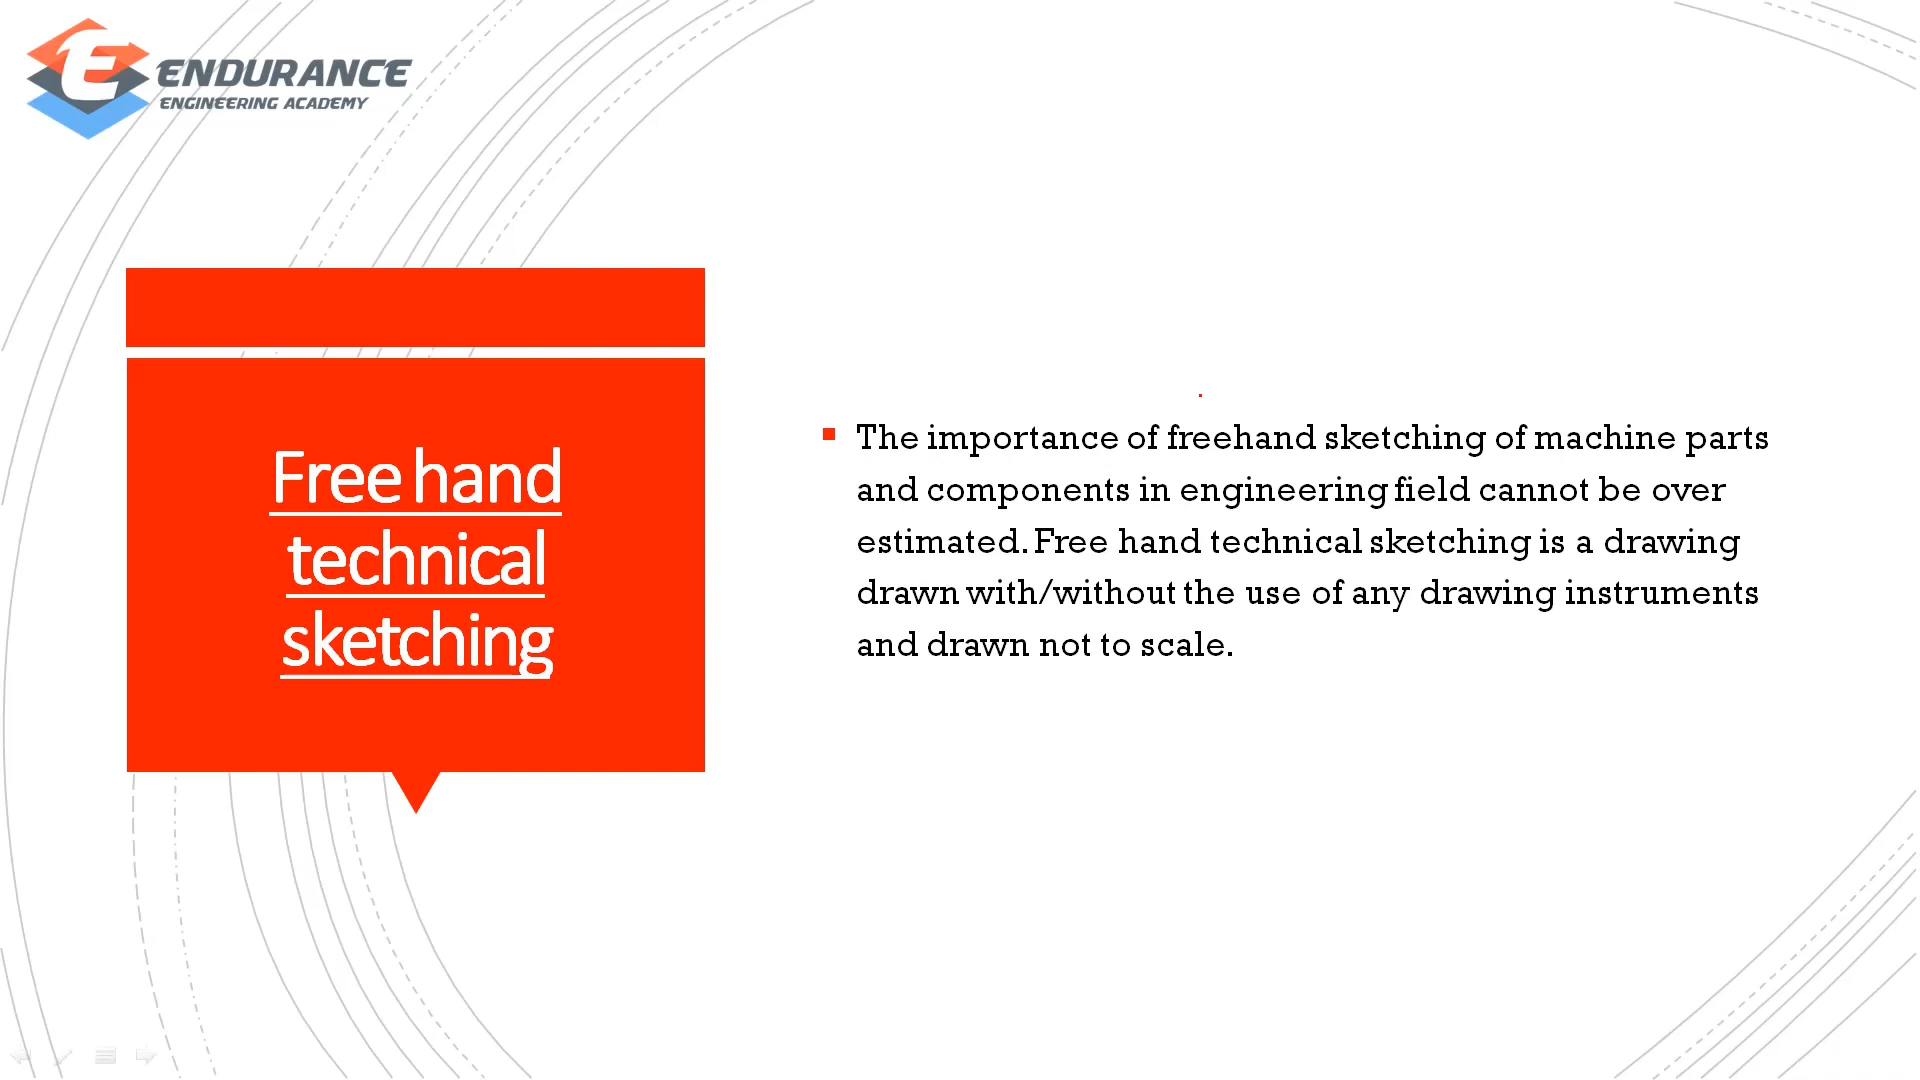 ENDURANCE
ENGINEERING ACADEMY
Free hand
technical
sketching
The importance of freehand sketching of machine parts
and components in engineering field cannot be over
estimated. Free hand technical sketching is a drawing
drawn with/without the use of any drawing instruments
and drawn not to scale.